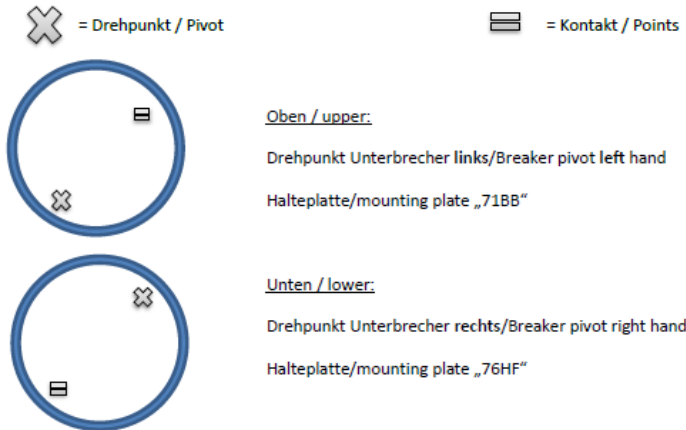 = Drehpunkt / Pivot
= Kontakt / Points
Oben / upper:
Drehpunkt Unterbrecher links/Breaker pivot left hand
Halteplatte/mounting plate „71BB“
Unten / lower:
Drehpunkt Unterbrecher rechts/Breaker pivot right hand
Halteplatte/mounting plate „76HF“